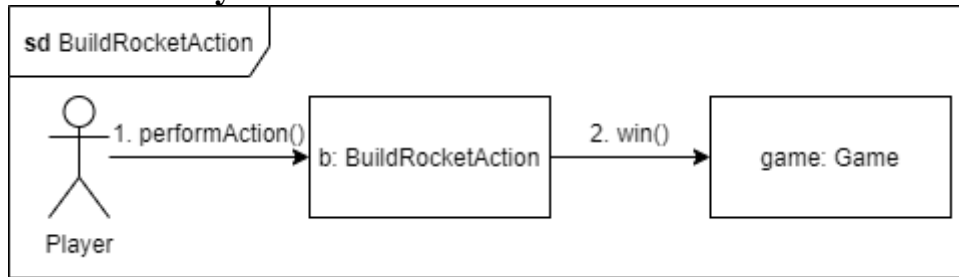 sd BuildRocketAction
1. performAction()
b: BuildRocketAction
2. win()
game: Game
Player